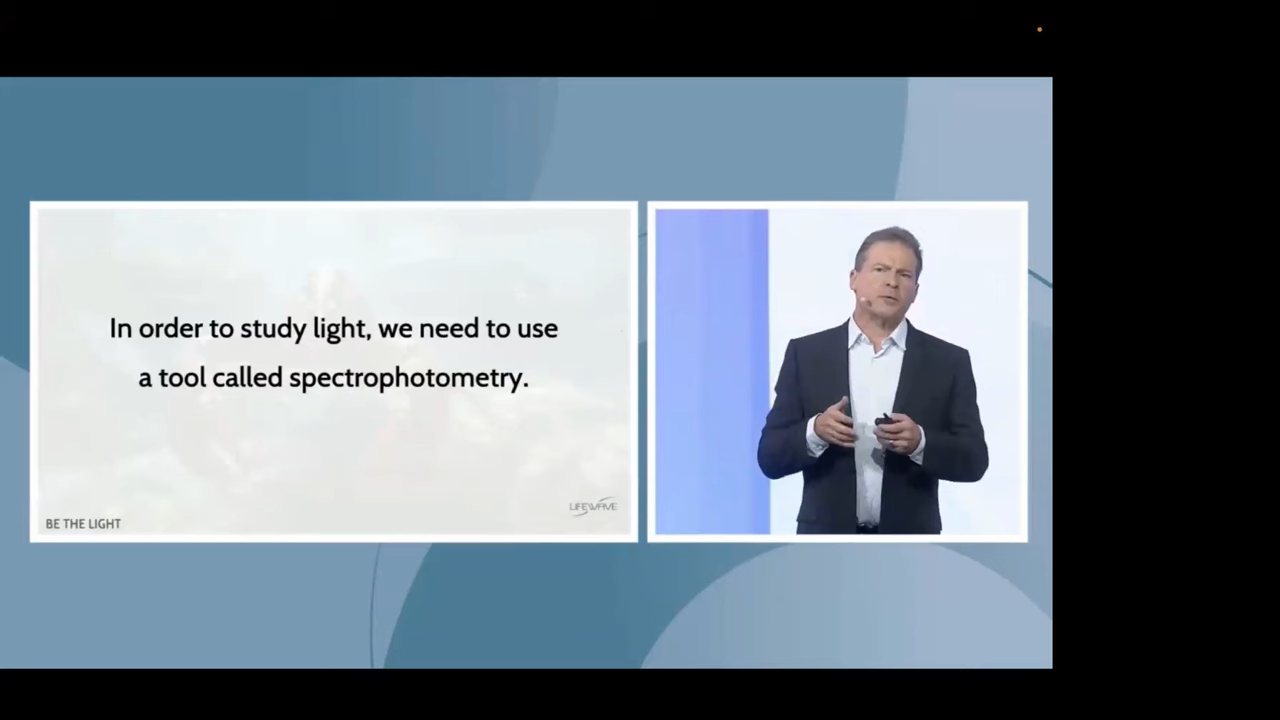 In order to study light, we need to use
a tool called spectrophotometry.
LIFEWAVE
BE THE LIGHT